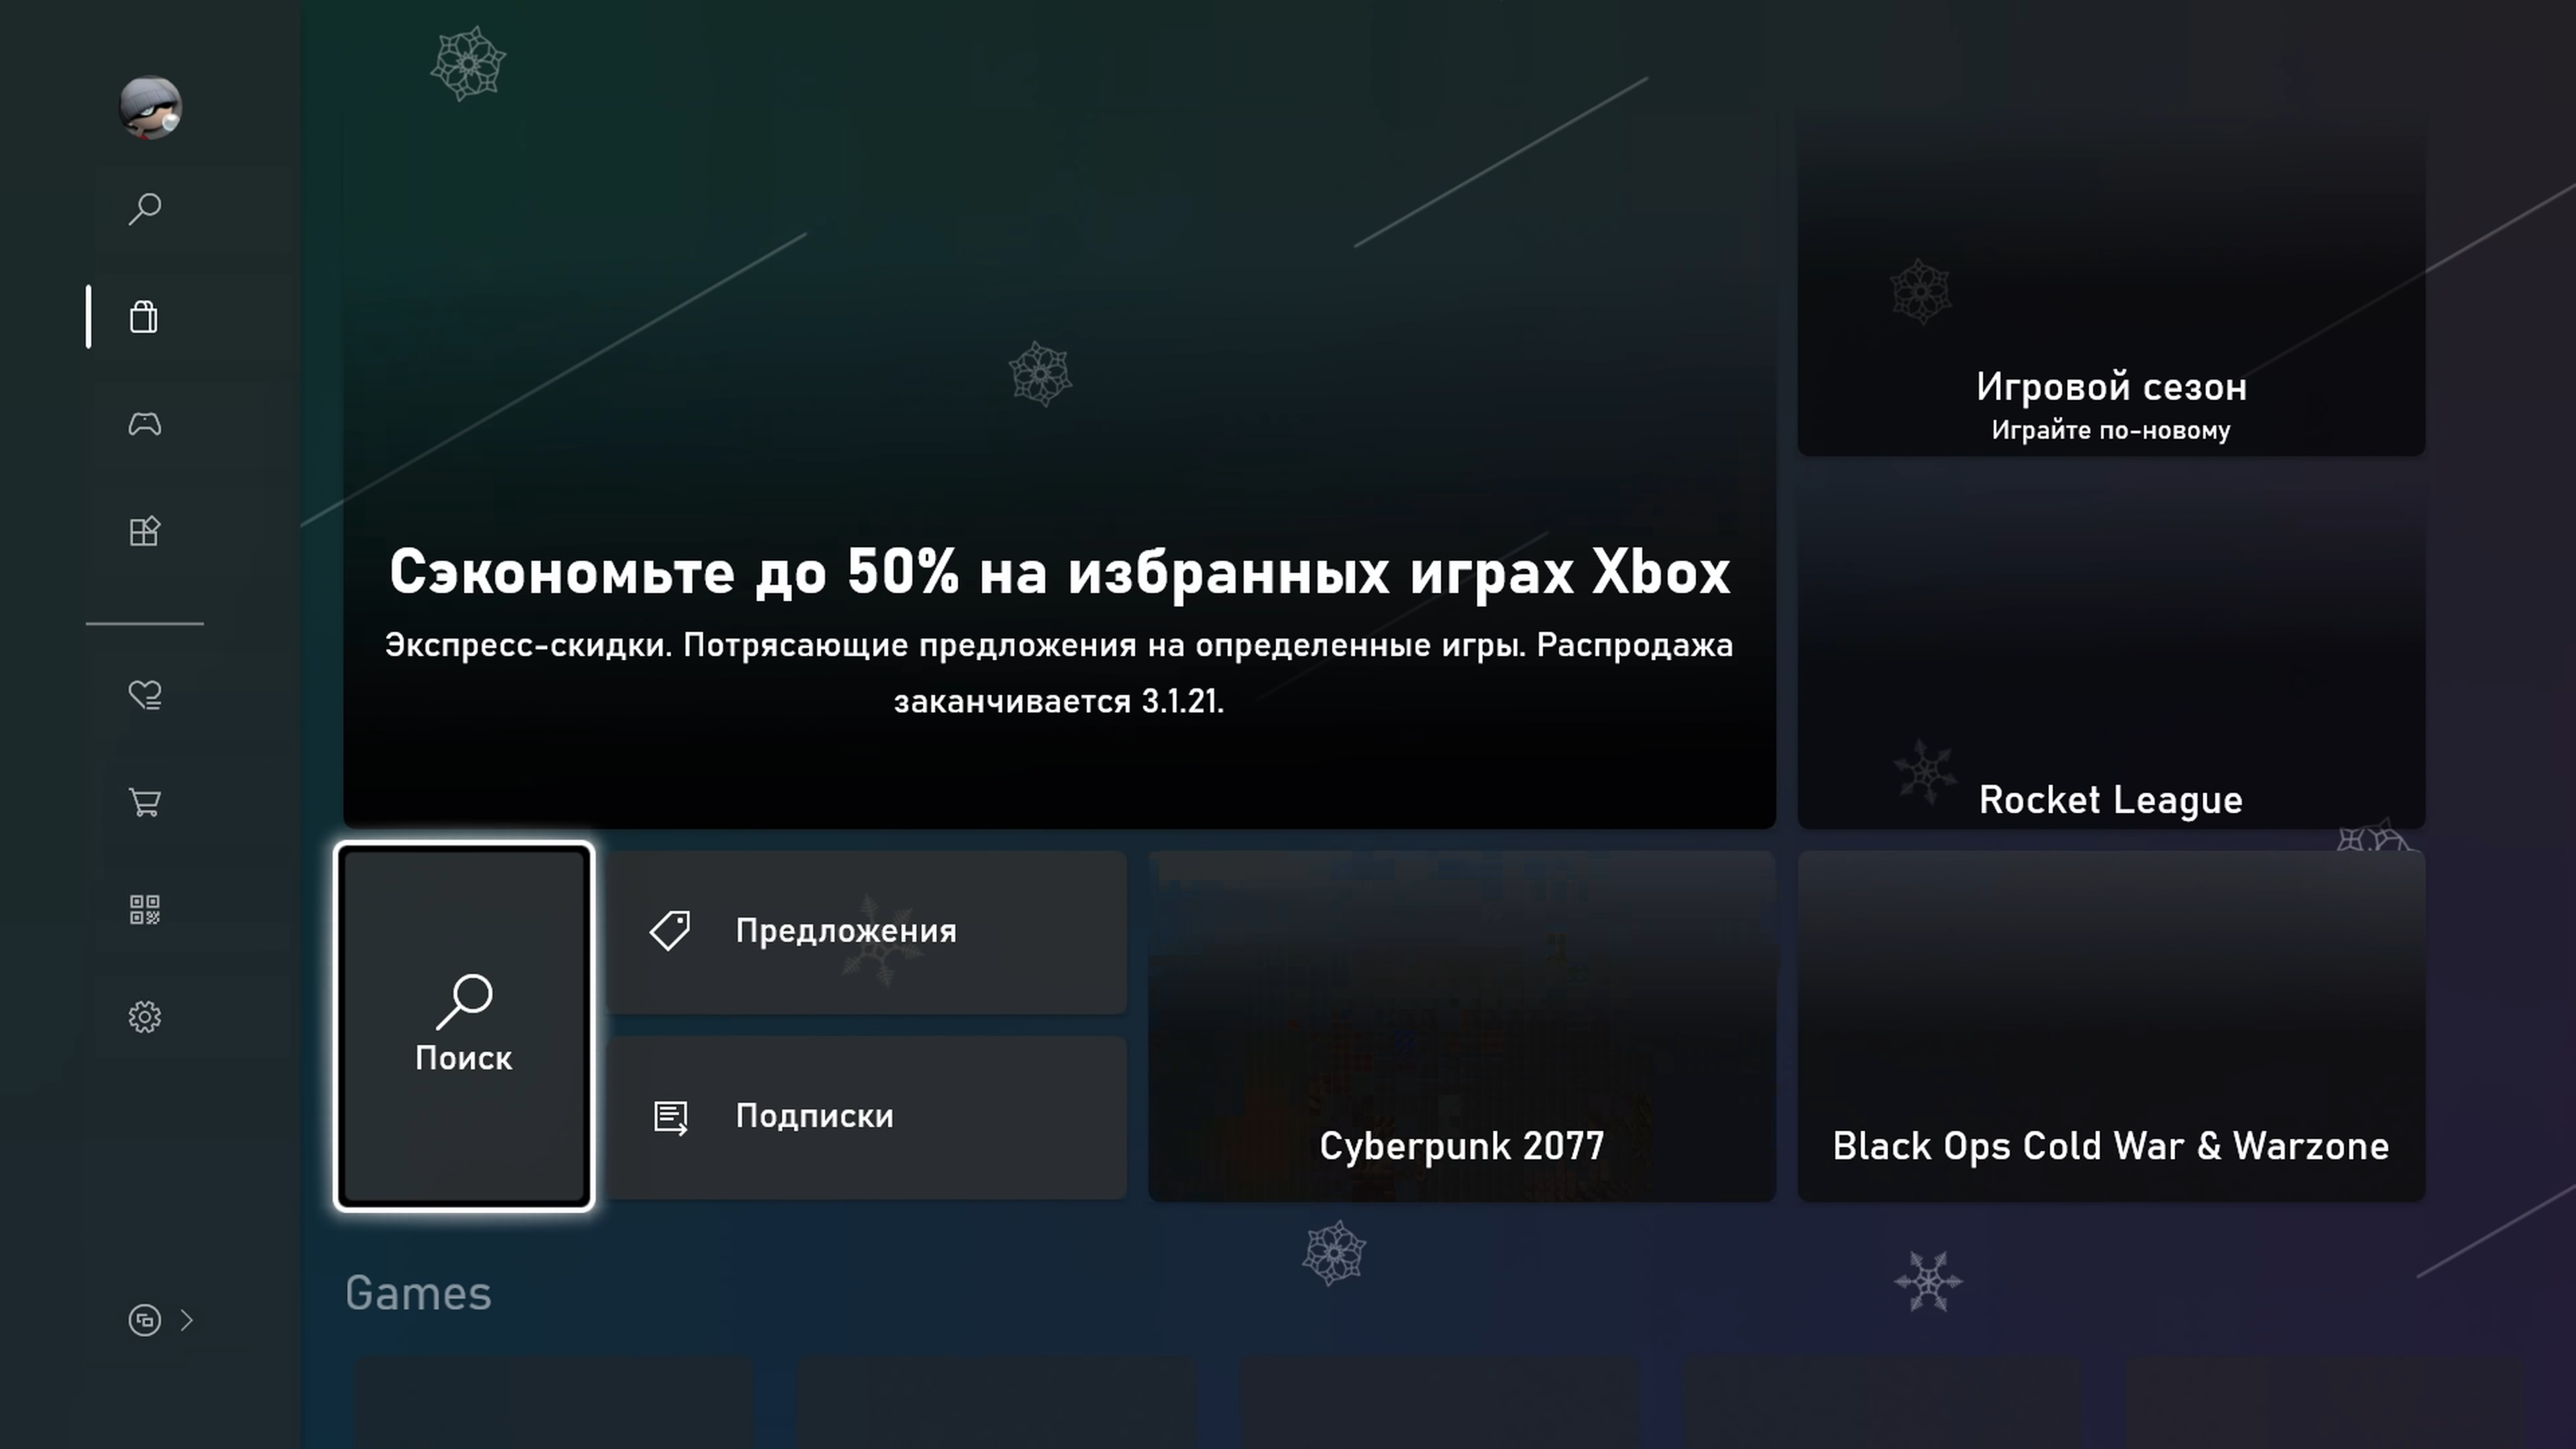 Игровой сезон
Играйте по-новому
Сэкономьте до 50% на избранных играх Xbox
Экспресс-скидки. Потрясающие предложения на определенные игры. Распродажа
заканчивается 3.1.21.
Rocket League
Поиск
Предложения
Подписки
Cyberpunk 2077
Black Ops Cold War & Warzone
Games